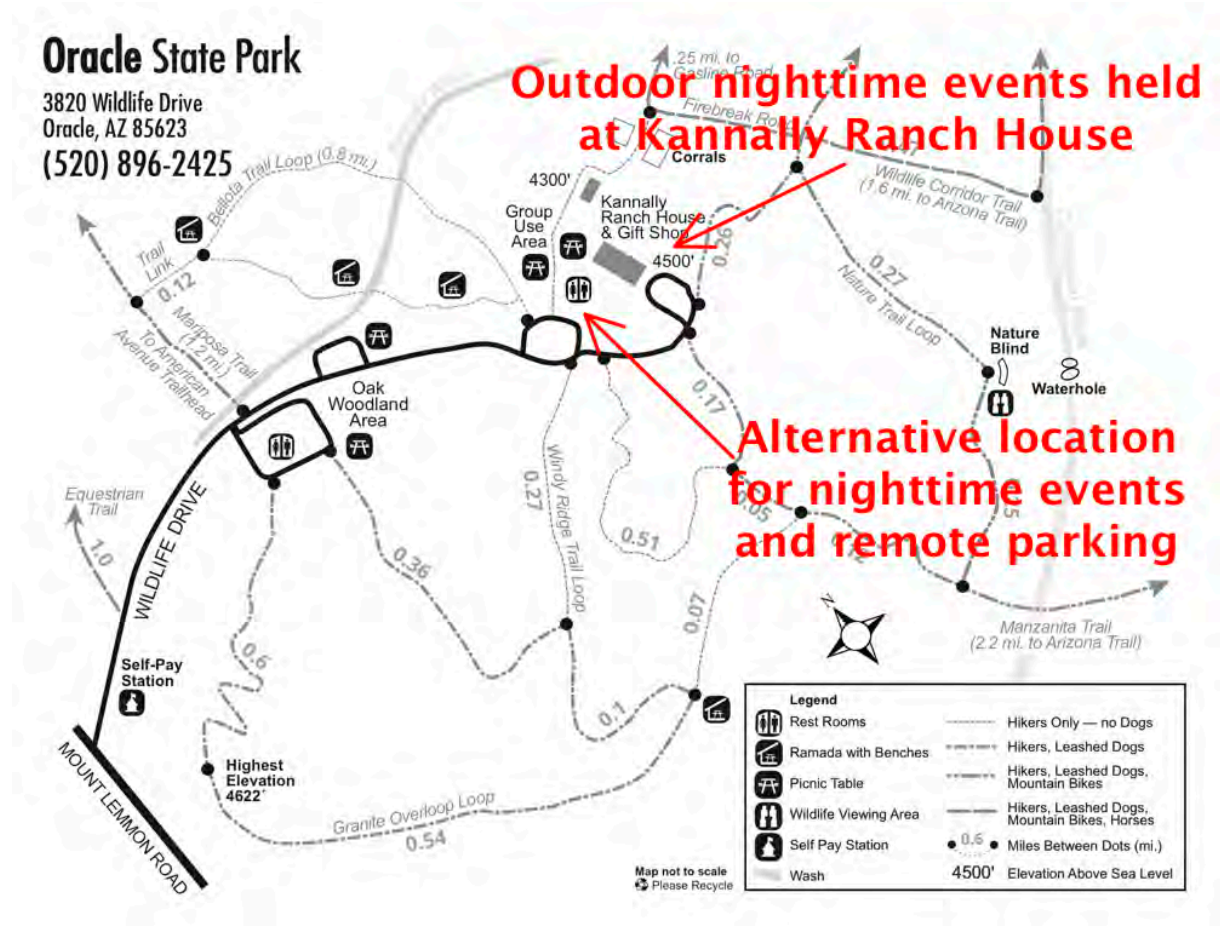 Oracle State Park
3820 Wildlife Drive
Oracle, AZ 85623
(520) 896-2425
.25 mi. to
Gasline Road
Outdoor nighttime events held
at Kannally Ranch House
Firebreak
Corrals
Wildlife Corridor Trail
(1.6 mi. to Arizona Trail)
Bellota Trail Loop (0.8 mi.)
4300'
Group
Use
Area
Kannally
Ranch House
& Gift Shop
4500'
0.26
Trail
Link
0.12
Mariposa Trail
(1.2 mi.)
To American
Avenue Trailhead
0.27
Nature Trail Loop
Nature
Blind
Waterhole
Oak
Woodland
Area
0.17
Alternative location
for nighttime events
and remote parking
0.05
Windy Ridge Trail Loop
0.27
0.51
Equestrian
Trail
1.0
WILDLIFE DRIVE
0.36
0.07
Manzanita Trail
(2.2 mi. to Arizona Trail)
N
0.6
Self-Pay
Station
0.1
Highest
Elevation
4622'
MOUNT LEMMON ROAD
Granite Overloop Loop
0.54
Map not to scale
Please Recycle
Legend
Rest Rooms
Ramada with Benches
Picnic Table
Wildlife Viewing Area
Self Pay Station
Wash
Hikers Only — no Dogs
Hikers, Leashed Dogs
Hikers, Leashed Dogs,
Mountain Bikes
Hikers, Leashed Dogs,
Mountain Bikes, Horses
0.6 Miles Between Dots (mi.)
4500' Elevation Above Sea Level